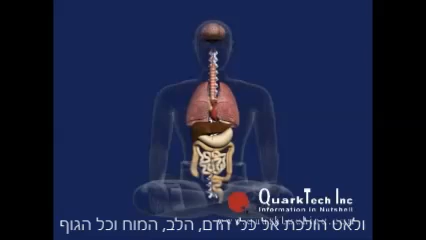 QuarkTech Inc
Information in Nutshell
ולאט הולכת אל כלי הדם, הלב, המוח וכל הגוף